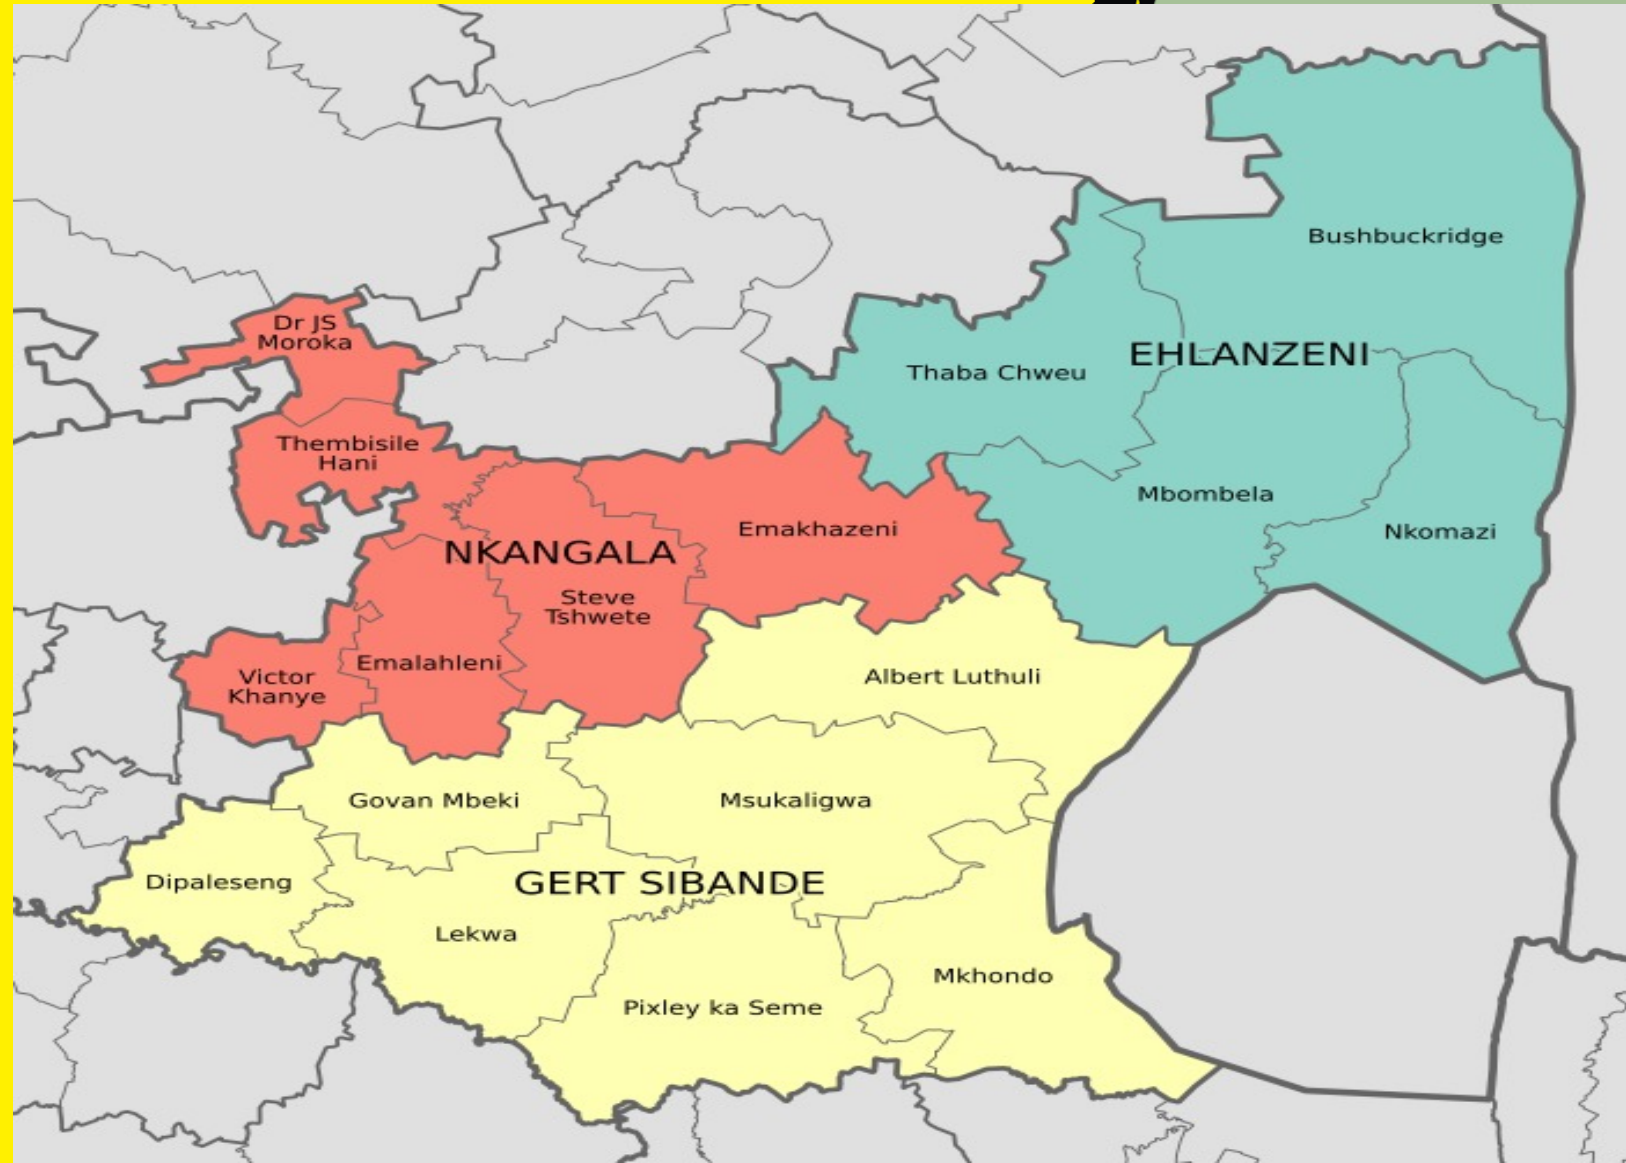 Bushbuckridge
Dr JS
Moroka
EHLANZENI
Thaba Chweu
Thembisile
Hani
Mbombela
Emakhazeni
Nkomazi
NKANGALA
Steve
Tshwete
Emalahleni
Victor
Khanye
Albert Luthuli
Govan Mbeki
Msukaligwa
Dipaleseng
GERT SIBANDE
Lekwa
Mkhondo
Pixley ka Seme